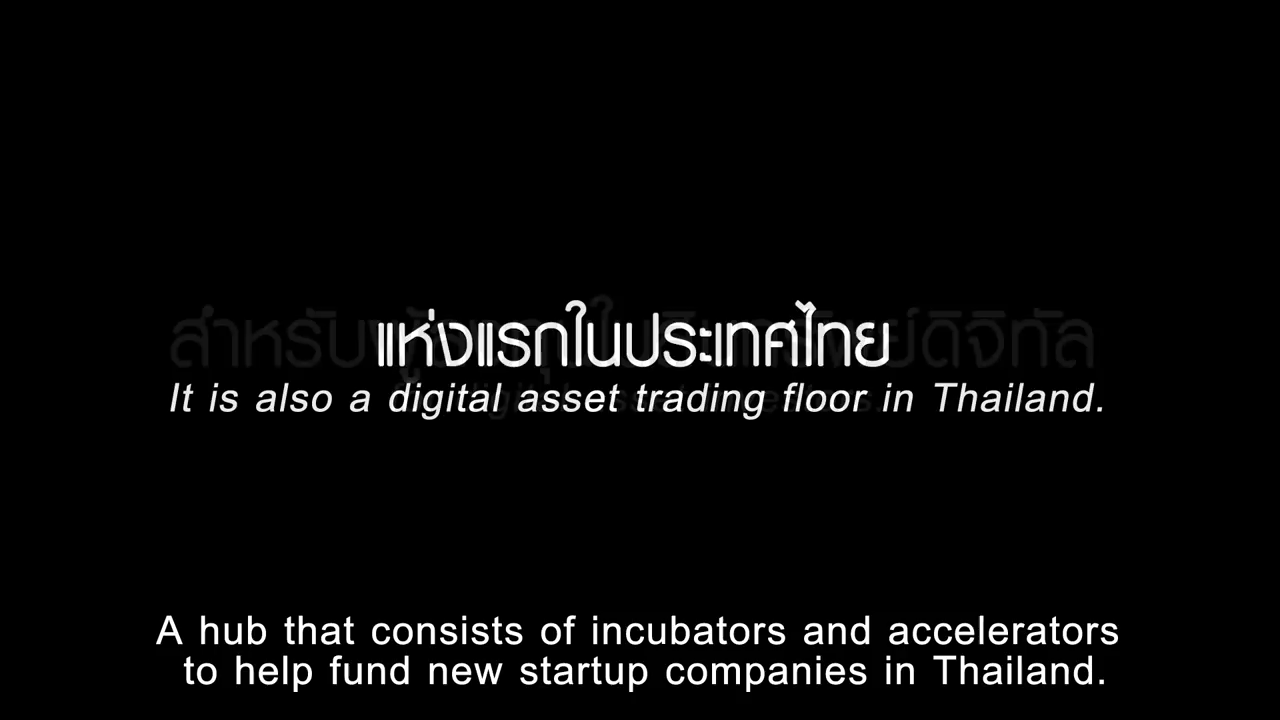 แห่งแรกในประเทศไทย
It is also a digital asset trading floor in Thailand.
A hub that consists of incubators and accelerators
to help fund new startup companies in Thailand.